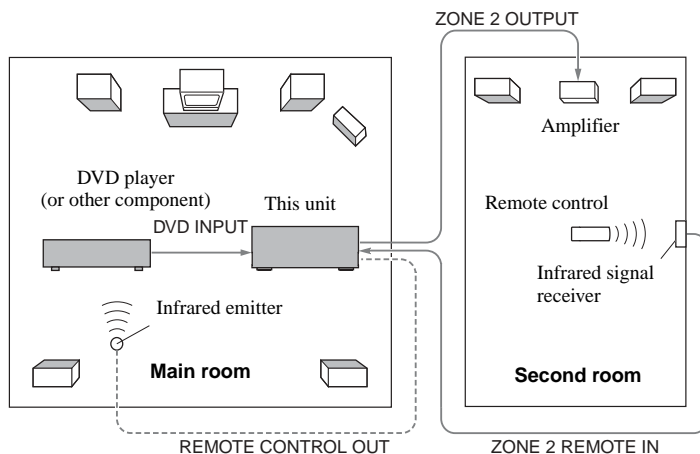 ZONE 2 OUTPUT
Amplifier
DVD player
(or other component)
This unit
DVD INPUT
Remote control
Infrared signal
receiver
Infrared emitter
Main room
Second room
REMOTE CONTROL OUT
ZONE 2 REMOTE IN